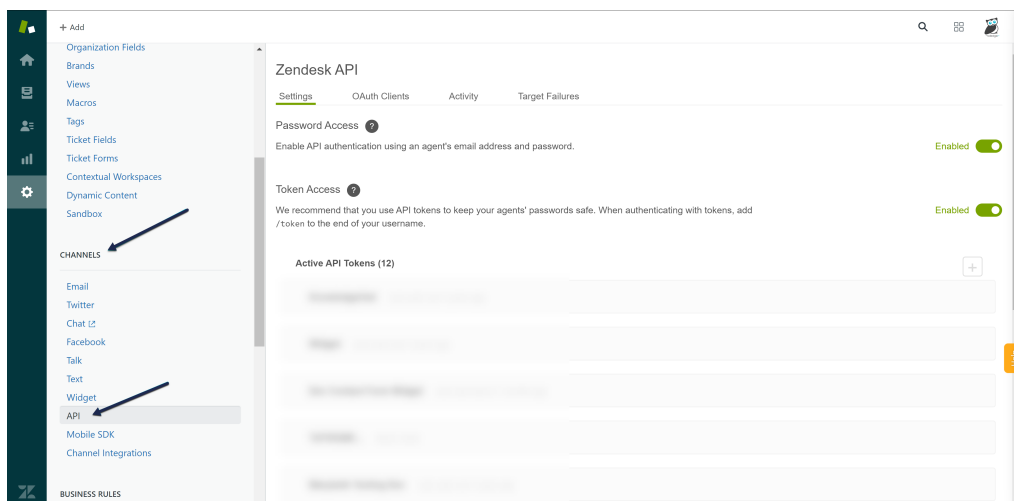 + Add
Organization Fields
Brands
Views
Macros
Tags
Ticket Fields
Ticket Forms
Contextual Workspaces
Dynamic Content
Sandbox
CHANNELS
Email
Twitter
Chat
Facebook
Talk
Text
Widget
API
Mobile SDK
Channel Integrations
BUSINESS RULES
Zendesk API
Settings OAuth Clients Activity Target Failures
Password Access ?
Enable API authentication using an agent's email address and password. Enabled
Token Access ?
We recommend that you use API tokens to keep your agents' passwords safe. When authenticating with tokens, add Enabled
/token to the end of your username.
Active API Tokens (12)
+